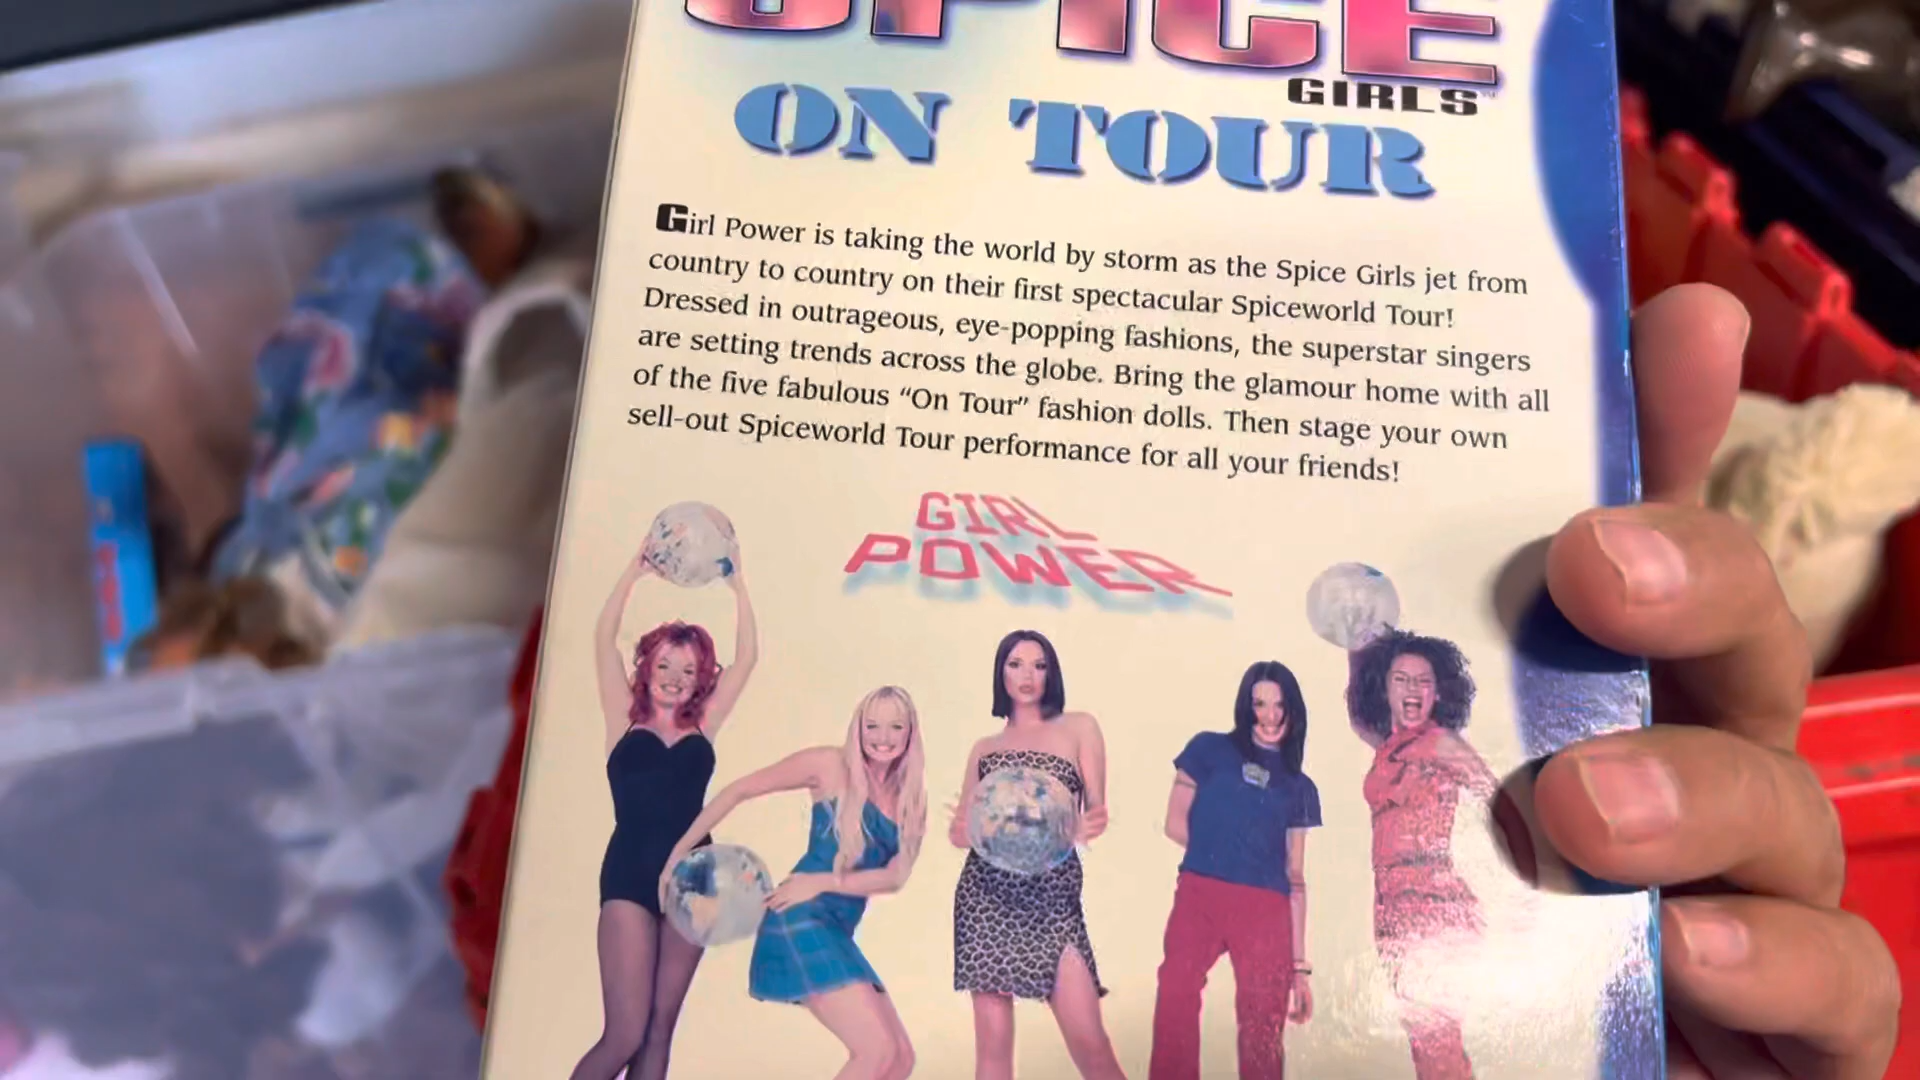 SPICE
GIRLS
ON TOUR
Girl Power is taking the world by storm as the Spice Girls jet from
country to country on their first spectacular Spiceworld Tour!
Dressed in outrageous, eye-popping fashions, the superstar singers
are setting trends across the globe. Bring the glamour home with all
of the five fabulous “On Tour” fashion dolls. Then stage your own
sell-out Spiceworld Tour performance for all your friends!
GIRL
POWER